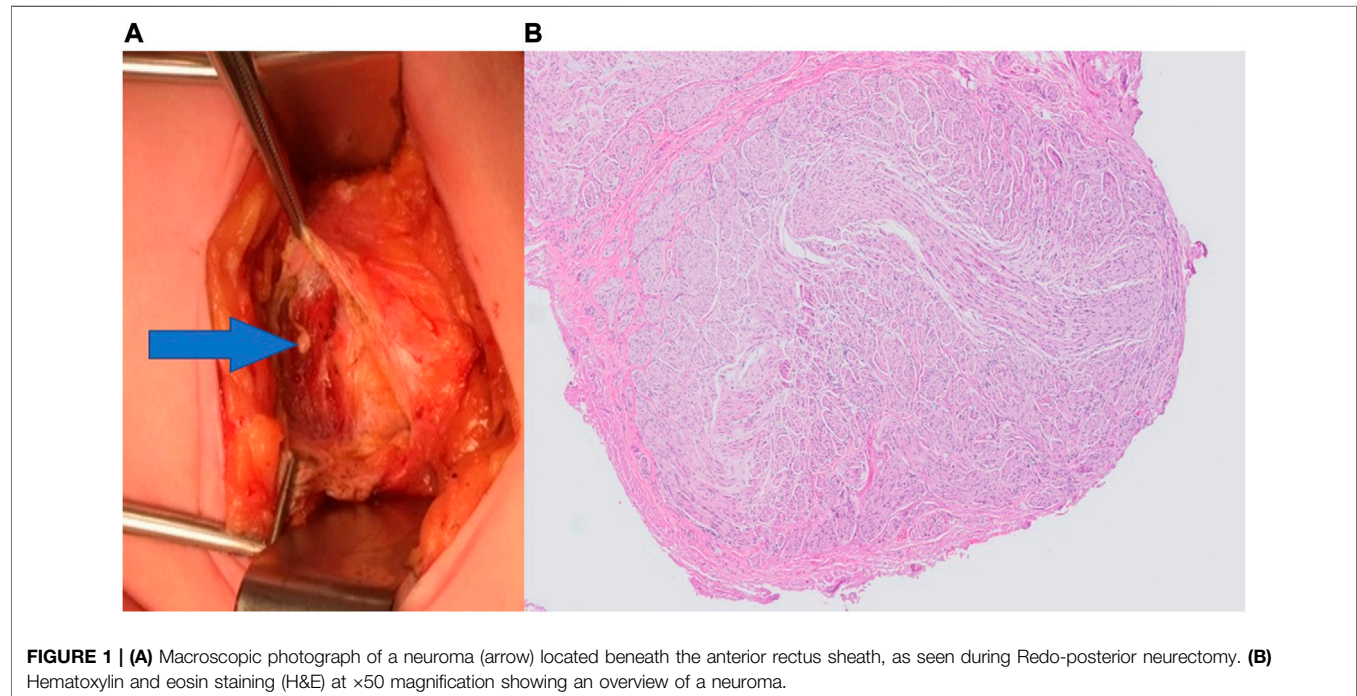 A
B
FIGURE 1 | (A) Macroscopic photograph of a neuroma (arrow) located beneath the anterior rectus sheath, as seen during Redo-posterior neurectomy. (B)
Hematoxylin and eosin staining (H&E) at ×50 magnification showing an overview of a neuroma.